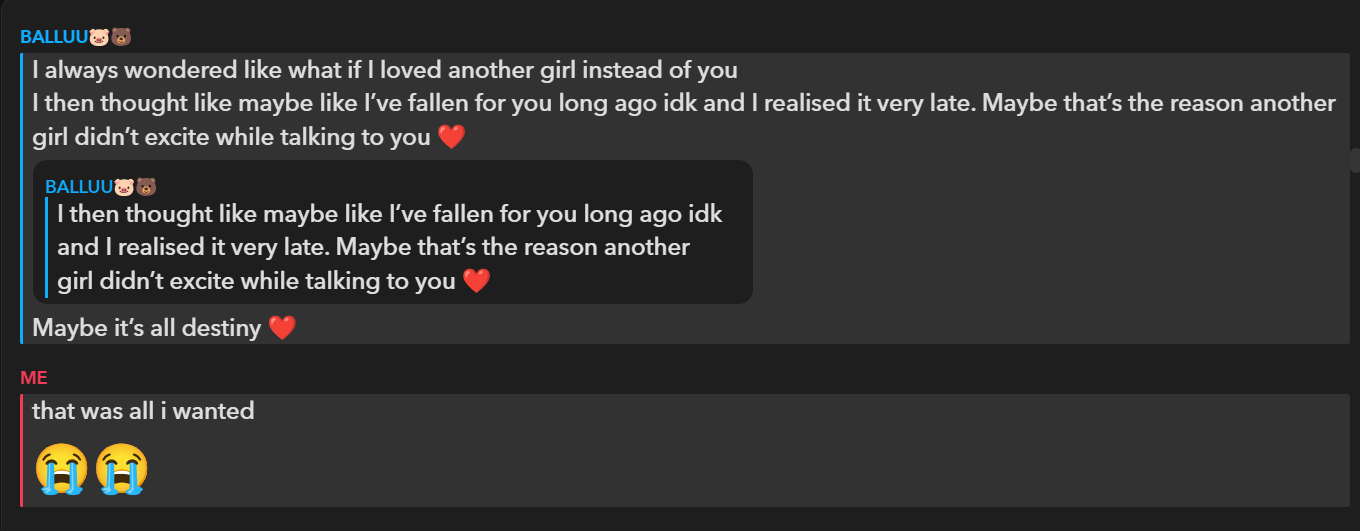 BALLUU🐷🐻
I always wondered like what if I loved another girl instead of you
I then thought like maybe like I’ve fallen for you long ago idk and I realised it very late. Maybe that’s the reason another
girl didn’t excite while talking to you ❤️
BALLUU🐷🐻
I then thought like maybe like I’ve fallen for you long ago idk
and I realised it very late. Maybe that’s the reason another
girl didn’t excite while talking to you ❤️
Maybe it’s all destiny ❤️
ME
that was all i wanted
😭😭